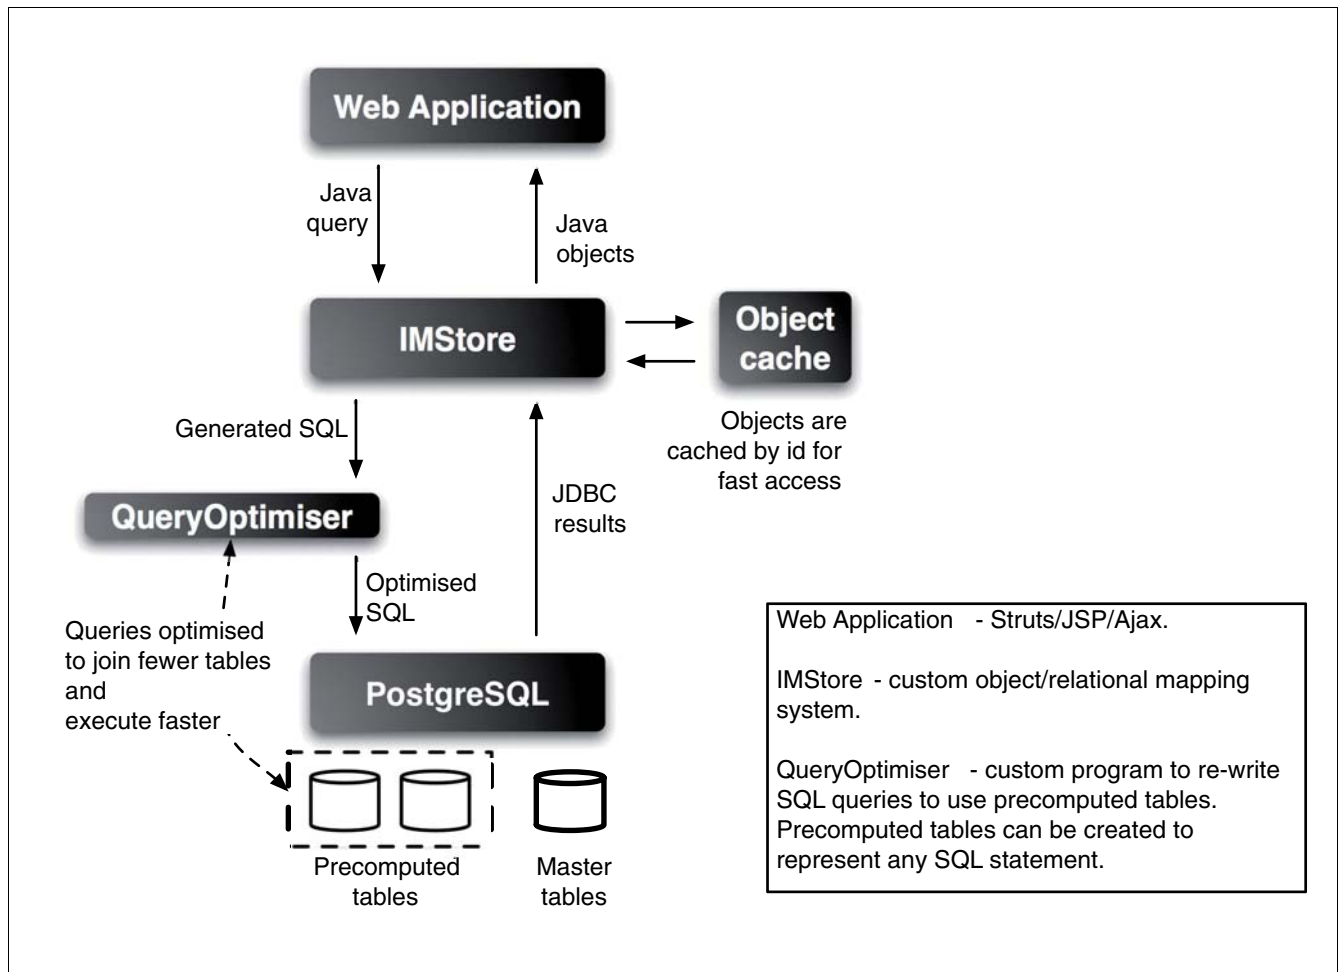 Web Application
Java
query
Java
objects
IMStore
Object
cache
Objects are
cached by id for
fast access
Generated SQL
JDBC
results
QueryOptimiser
Optimised
SQL
Queries optimised
to join fewer tables
and
execute faster
PostgreSQL
Precomputed
tables
Master
tables
Web Application - Struts/JSP/Ajax.
IMStore - custom object/relational mapping
system.
QueryOptimiser - custom program to re-write
SQL queries to use precomputed tables.
Precomputed tables can be created to
represent any SQL statement.